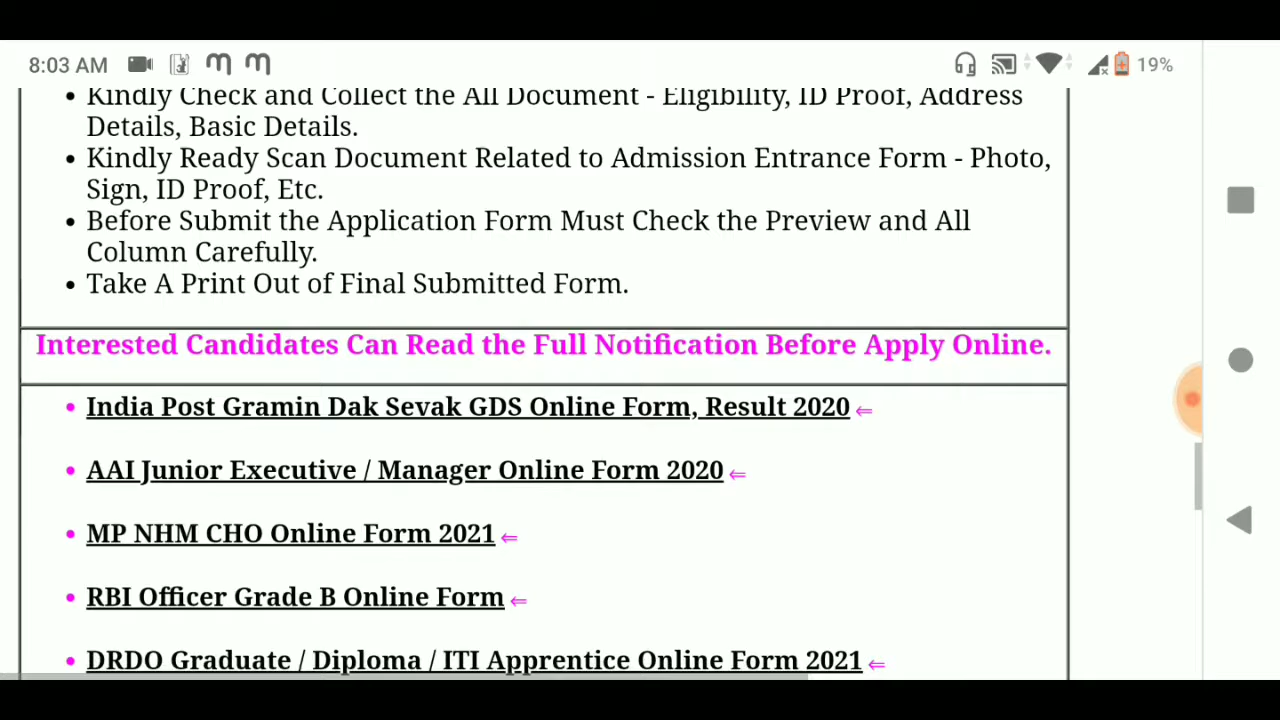 8:03 AM
19%
Kindly Check and Collect the All Document - Eligibility, ID Proof, Address
Details, Basic Details.
Kindly Ready Scan Document Related to Admission Entrance Form - Photo,
Sign, ID Proof, Etc.
Before Submit the Application Form Must Check the Preview and All
Column Carefully.
Take A Print Out of Final Submitted Form.
Interested Candidates Can Read the Full Notification Before Apply Online.
India Post Gramin Dak Sevak GDS Online Form, Result 2020 ⇐
AAI Junior Executive / Manager Online Form 2020 ⇐
MP NHM CHO Online Form 2021 ⇐
RBI Officer Grade B Online Form ⇐
DRDO Graduate / Diploma / ITI Apprentice Online Form 2021 ⇐